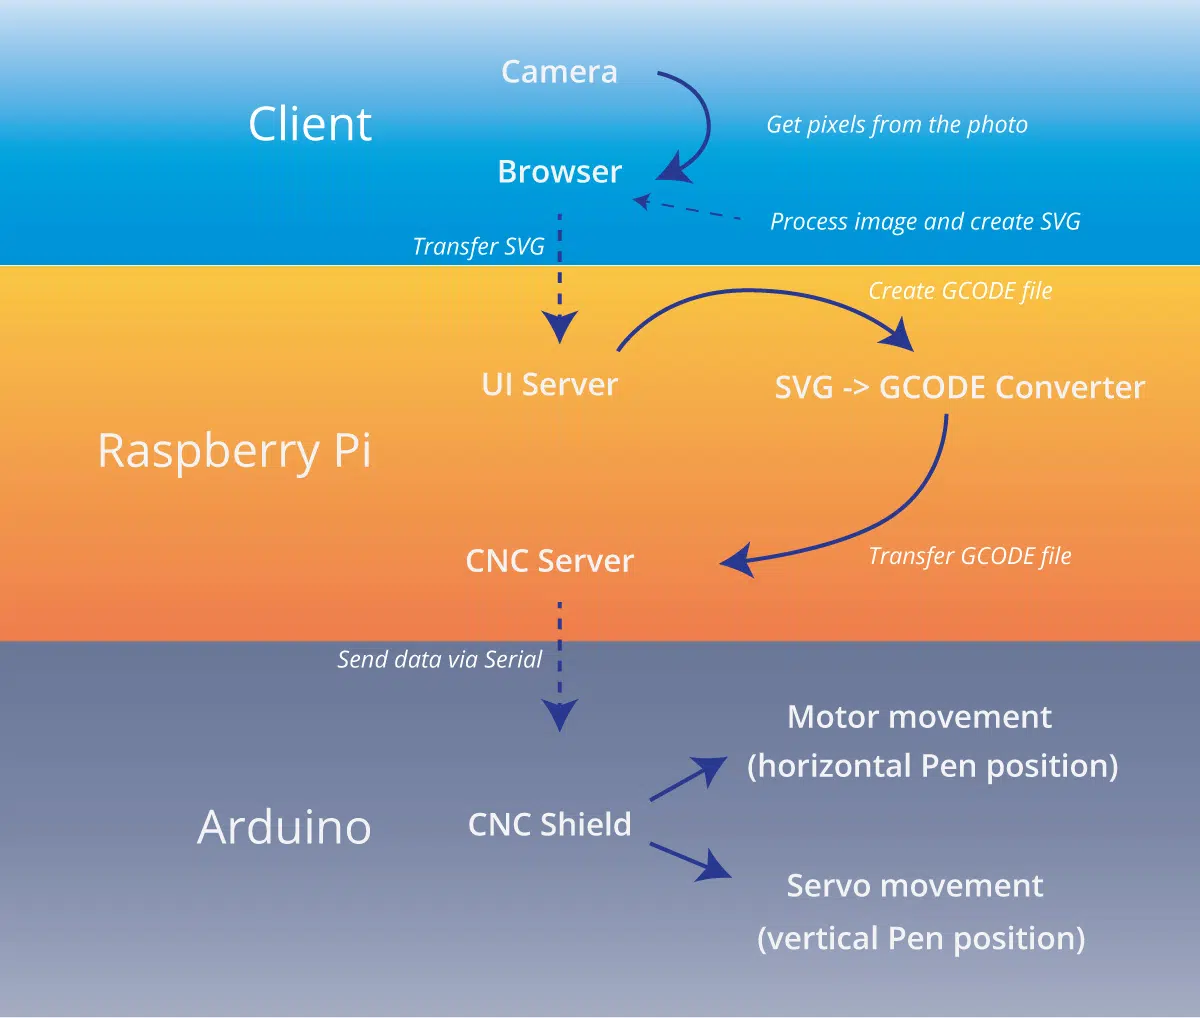 Camera
Client
Get pixels from the photo
Browser
Process image and create SVG
Transfer SVG
Create GCODE file
UI Server
SVG -> GCODE Converter
Raspberry Pi
CNC Server
Transfer GCODE file
Send data via Serial
Motor movement
(horizontal Pen position)
Arduino
CNC Shield
Servo movement
(vertical Pen position)